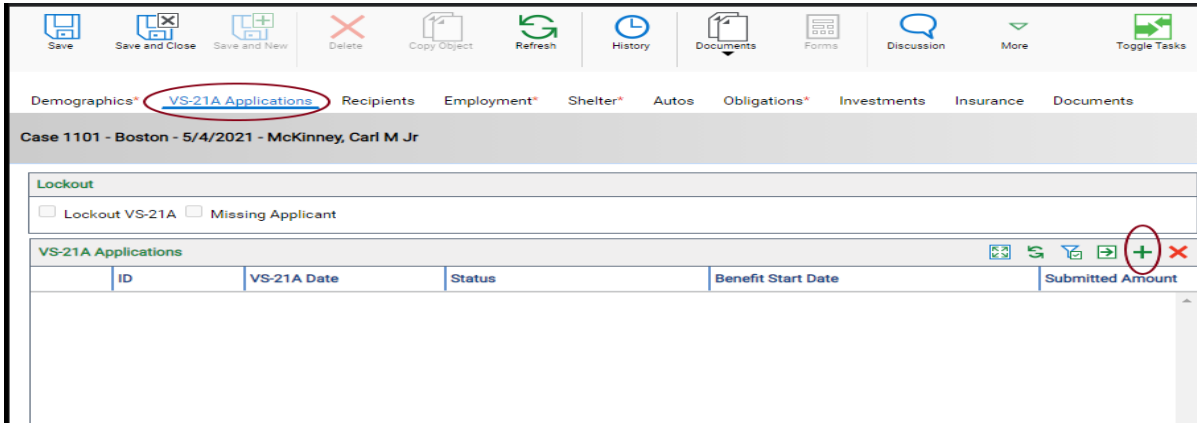 Save Save and Close Save and New Delete Copy Object Refresh History Documents Forms Discussion More Toggle Tasks
Demographics* VS-21A Applications Recipients Employment* Shelter* Autos Obligations* Investments Insurance Documents
Case 1101 - Boston - 5/4/2021 - McKinney, Carl M Jr
Lockout
Lockout VS-21A Missing Applicant
VS-21A Applications
ID VS-21A Date Status Benefit Start Date Submitted Amount